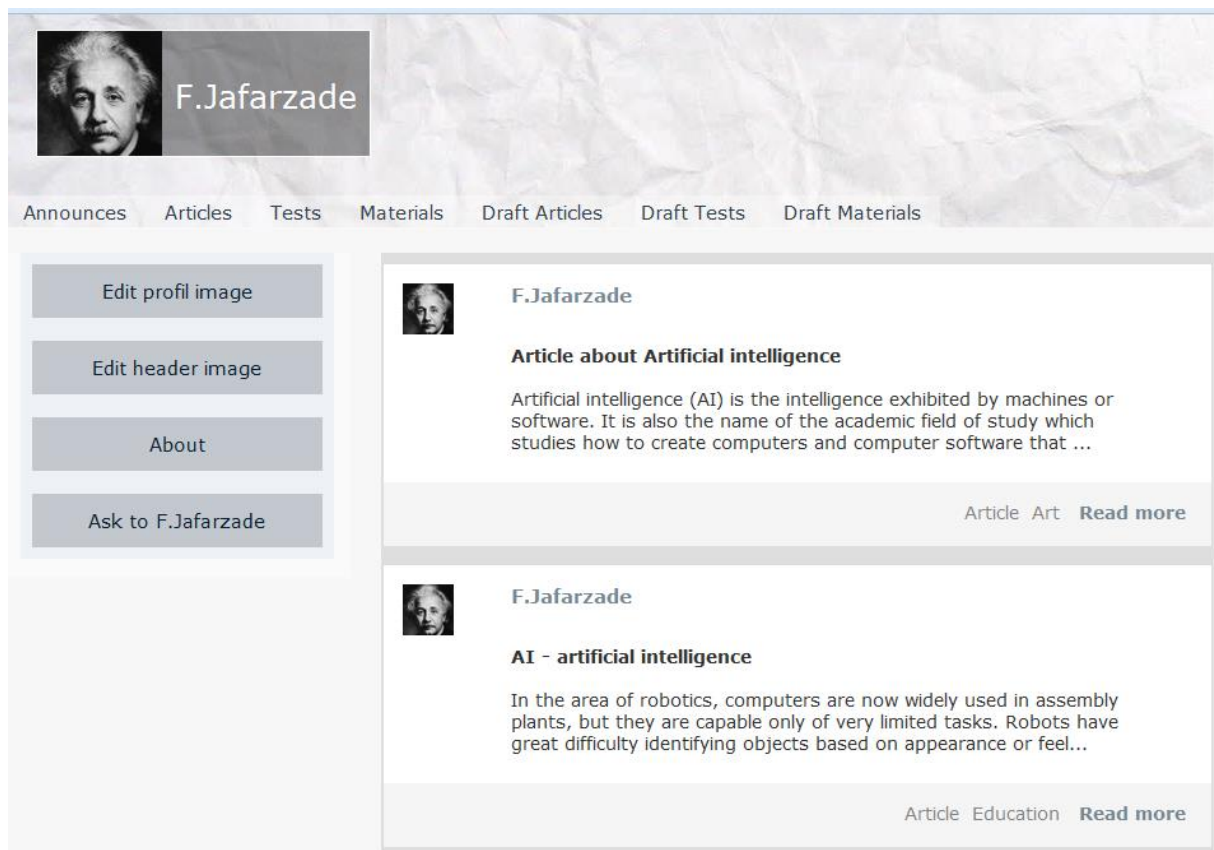 F.Jafarzade
Announces Articles Tests Materials Draft Articles Draft Tests Draft Materials
Edit profil image
Edit header image
About
Ask to F.Jafarzade
F.Jafarzade
Article about Artificial intelligence
Artificial intelligence (AI) is the intelligence exhibited by machines or
software. It is also the name of the academic field of study which
studies how to create computers and computer software that ...
Article Art Read more
F.Jafarzade
AI - artificial intelligence
In the area of robotics, computers are now widely used in assembly
plants, but they are capable only of very limited tasks. Robots have
great difficulty identifying objects based on appearance or feel...
Article Education Read more